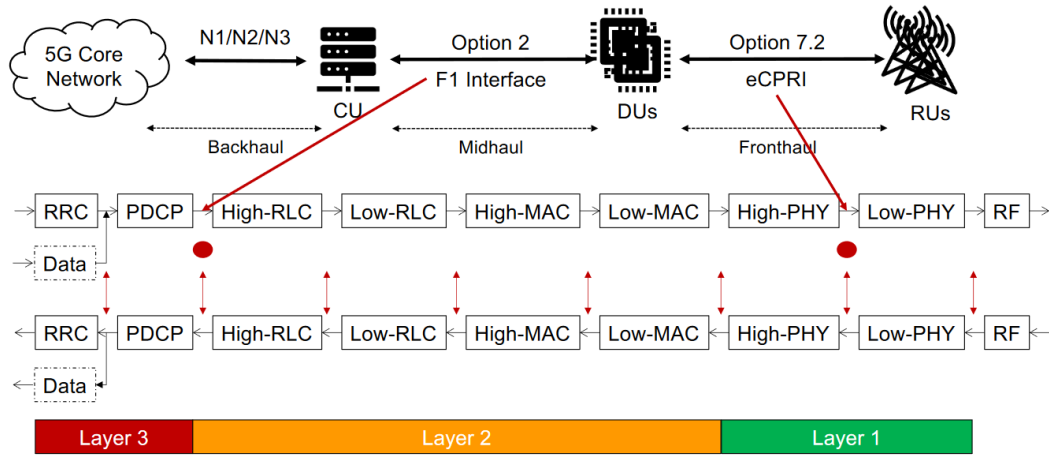 5G Core
Network
N1/N2/N3
CU
Option 2
F1 Interface
DUs
Option 7.2
eCPRI
RUs
Backhaul
Midhaul
Fronthaul
RRC
PDCP
High-RLC
Low-RLC
High-MAC
Low-MAC
High-PHY
Low-PHY
RF
Data
RRC
PDCP
High-RLC
Low-RLC
High-MAC
Low-MAC
High-PHY
Low-PHY
RF
Data
Layer 3
Layer 2
Layer 1